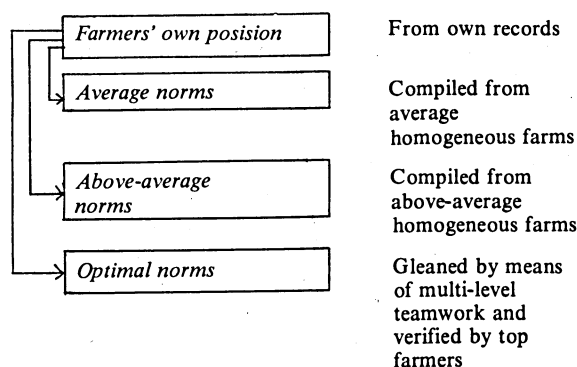 Farmers' own posision
From own records
Average norms
Compiled from
average
homogeneous farms
Above-average
norms
Compiled from
above-average
homogeneous farms
Optimal norms
Gleaned by means
of multi-level
teamwork and
verified by top
farmers